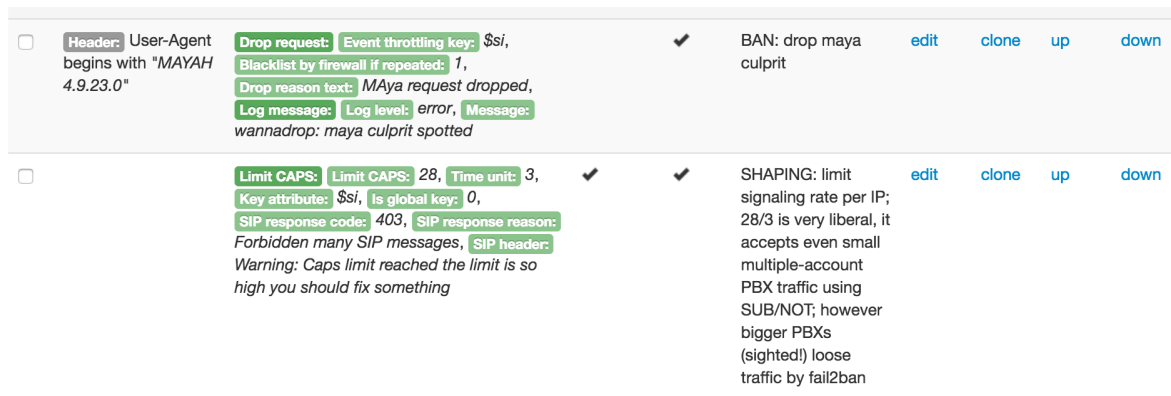 Header: User-Agent
begins with "MAYAH
4.9.23.0"
Drop request: Event throttling key: $si,
Blacklist by firewall if repeated: 1,
Drop reason text: MAya request dropped,
Log message: Log level: error, Message:
wannadrop: maya culprit spotted
BAN: drop maya
culprit
edit clone up down
Limit CAPS: Limit CAPS: 28, Time unit: 3,
Key attribute: $si, Is global key: 0,
SIP response code: 403, SIP response reason:
Forbidden many SIP messages, SIP header:
Warning: Caps limit reached the limit is so
high you should fix something
SHAPING: limit
signaling rate per IP;
28/3 is very liberal, it
accepts even small
multiple-account
PBX traffic using
SUB/NOT; however
bigger PBXs
(sighted!) loose
traffic by fail2ban
edit clone up down